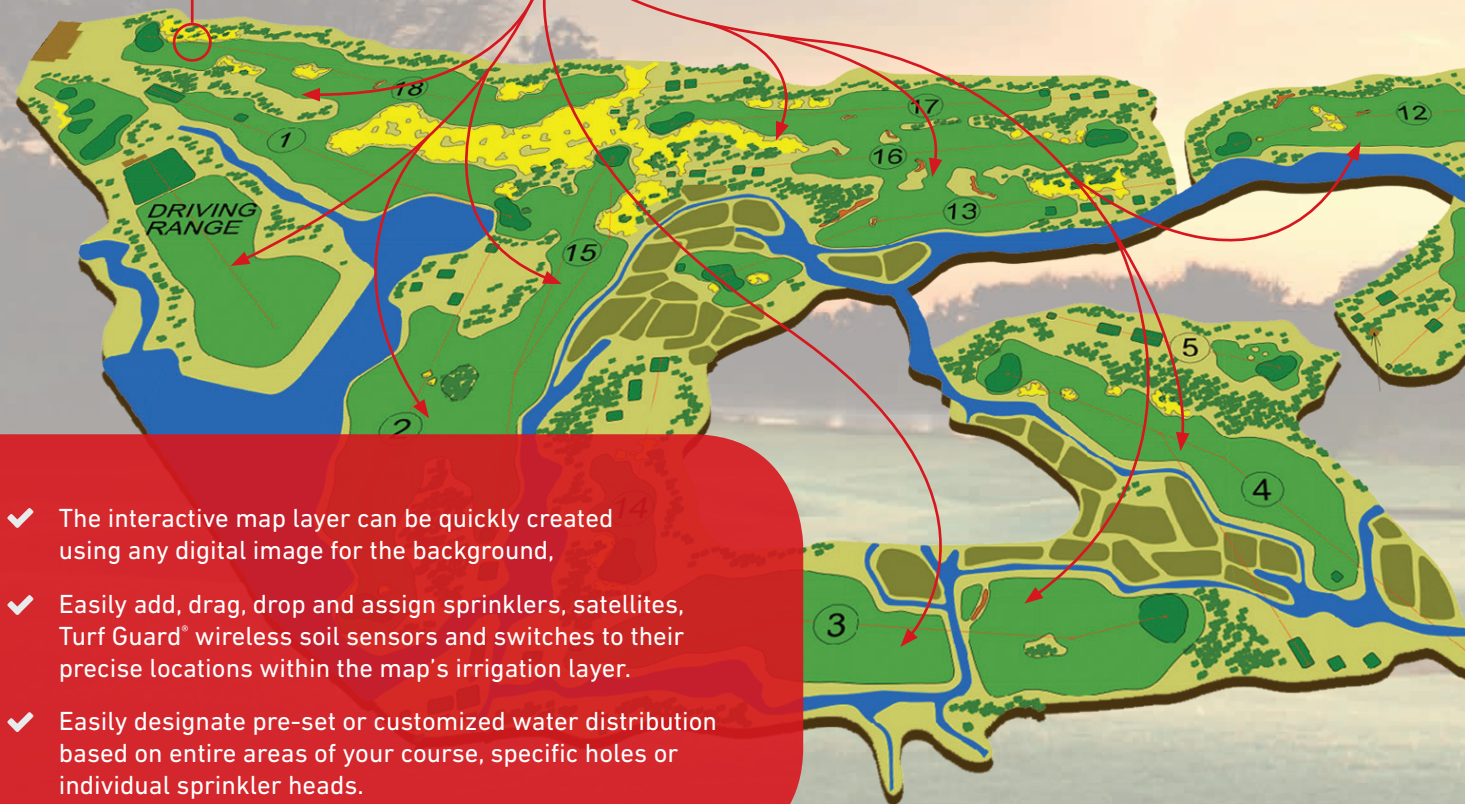 18
17
12
1
16
13
DRIVING
RANGE
15
5
2
4
14
3
✔ The interactive map layer can be quickly created
using any digital image for the background,
✔ Easily add, drag, drop and assign sprinklers, satellites,
Turf Guard® wireless soil sensors and switches to their
precise locations within the map's irrigation layer.
✔ Easily designate pre-set or customized water distribution
based on entire areas of your course, specific holes or
individual sprinkler heads.